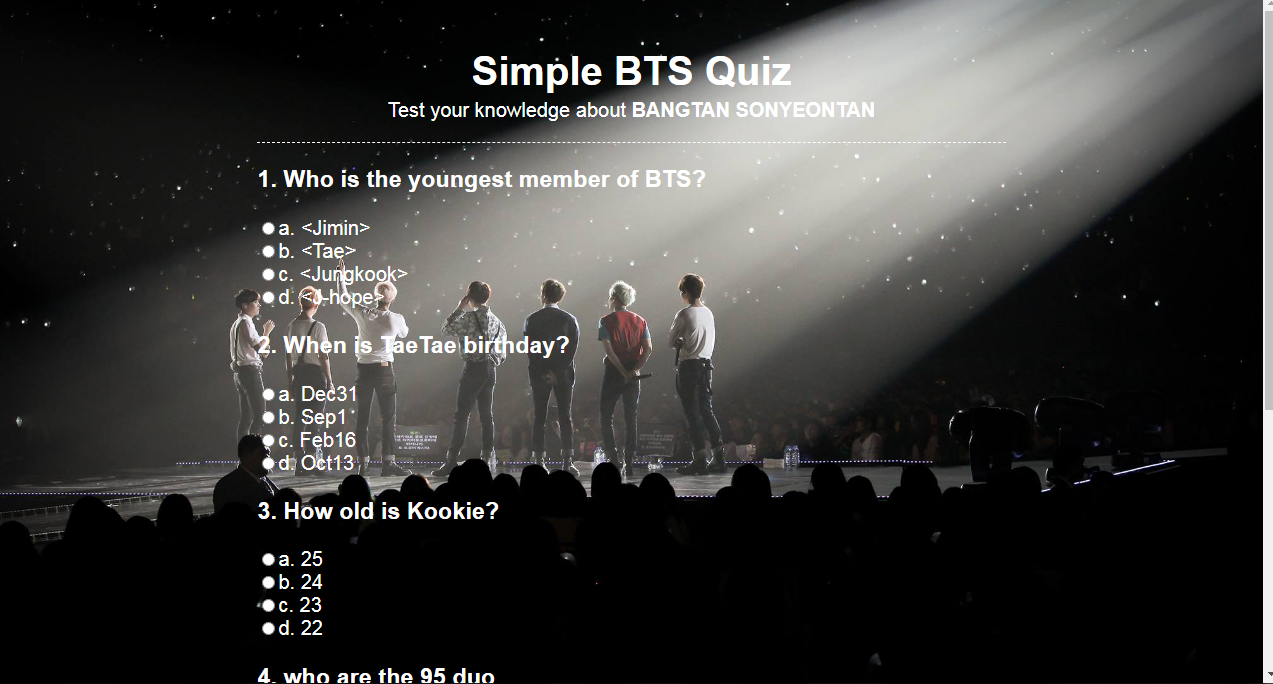 Simple BTS Quiz
Test your knowledge about BANGTAN SONYEONTAN
1. Who is the youngest member of BTS?
a. <Jimin>
b. <Tae>
c. <Jungkook>
d. <J-hope>
2. When is TaeTae birthday?
a. Dec31
b. Sep1
c. Feb16
d. Oct13
3. How old is Kookie?
a. 25
b. 24
c. 23
d. 22
4. who are the 95 duo